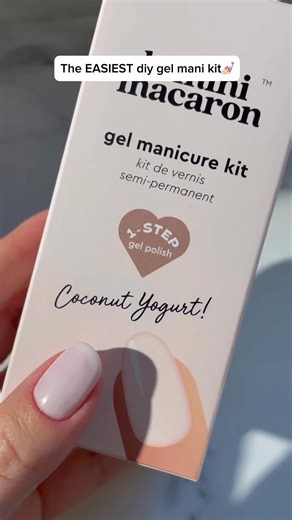 The EASIEST diy gel mani kit💅🏻
macaron™
gel manicure kit
kit de vernis
semi-permanent
1-STEP
gel polish
Coconut Yogurt!